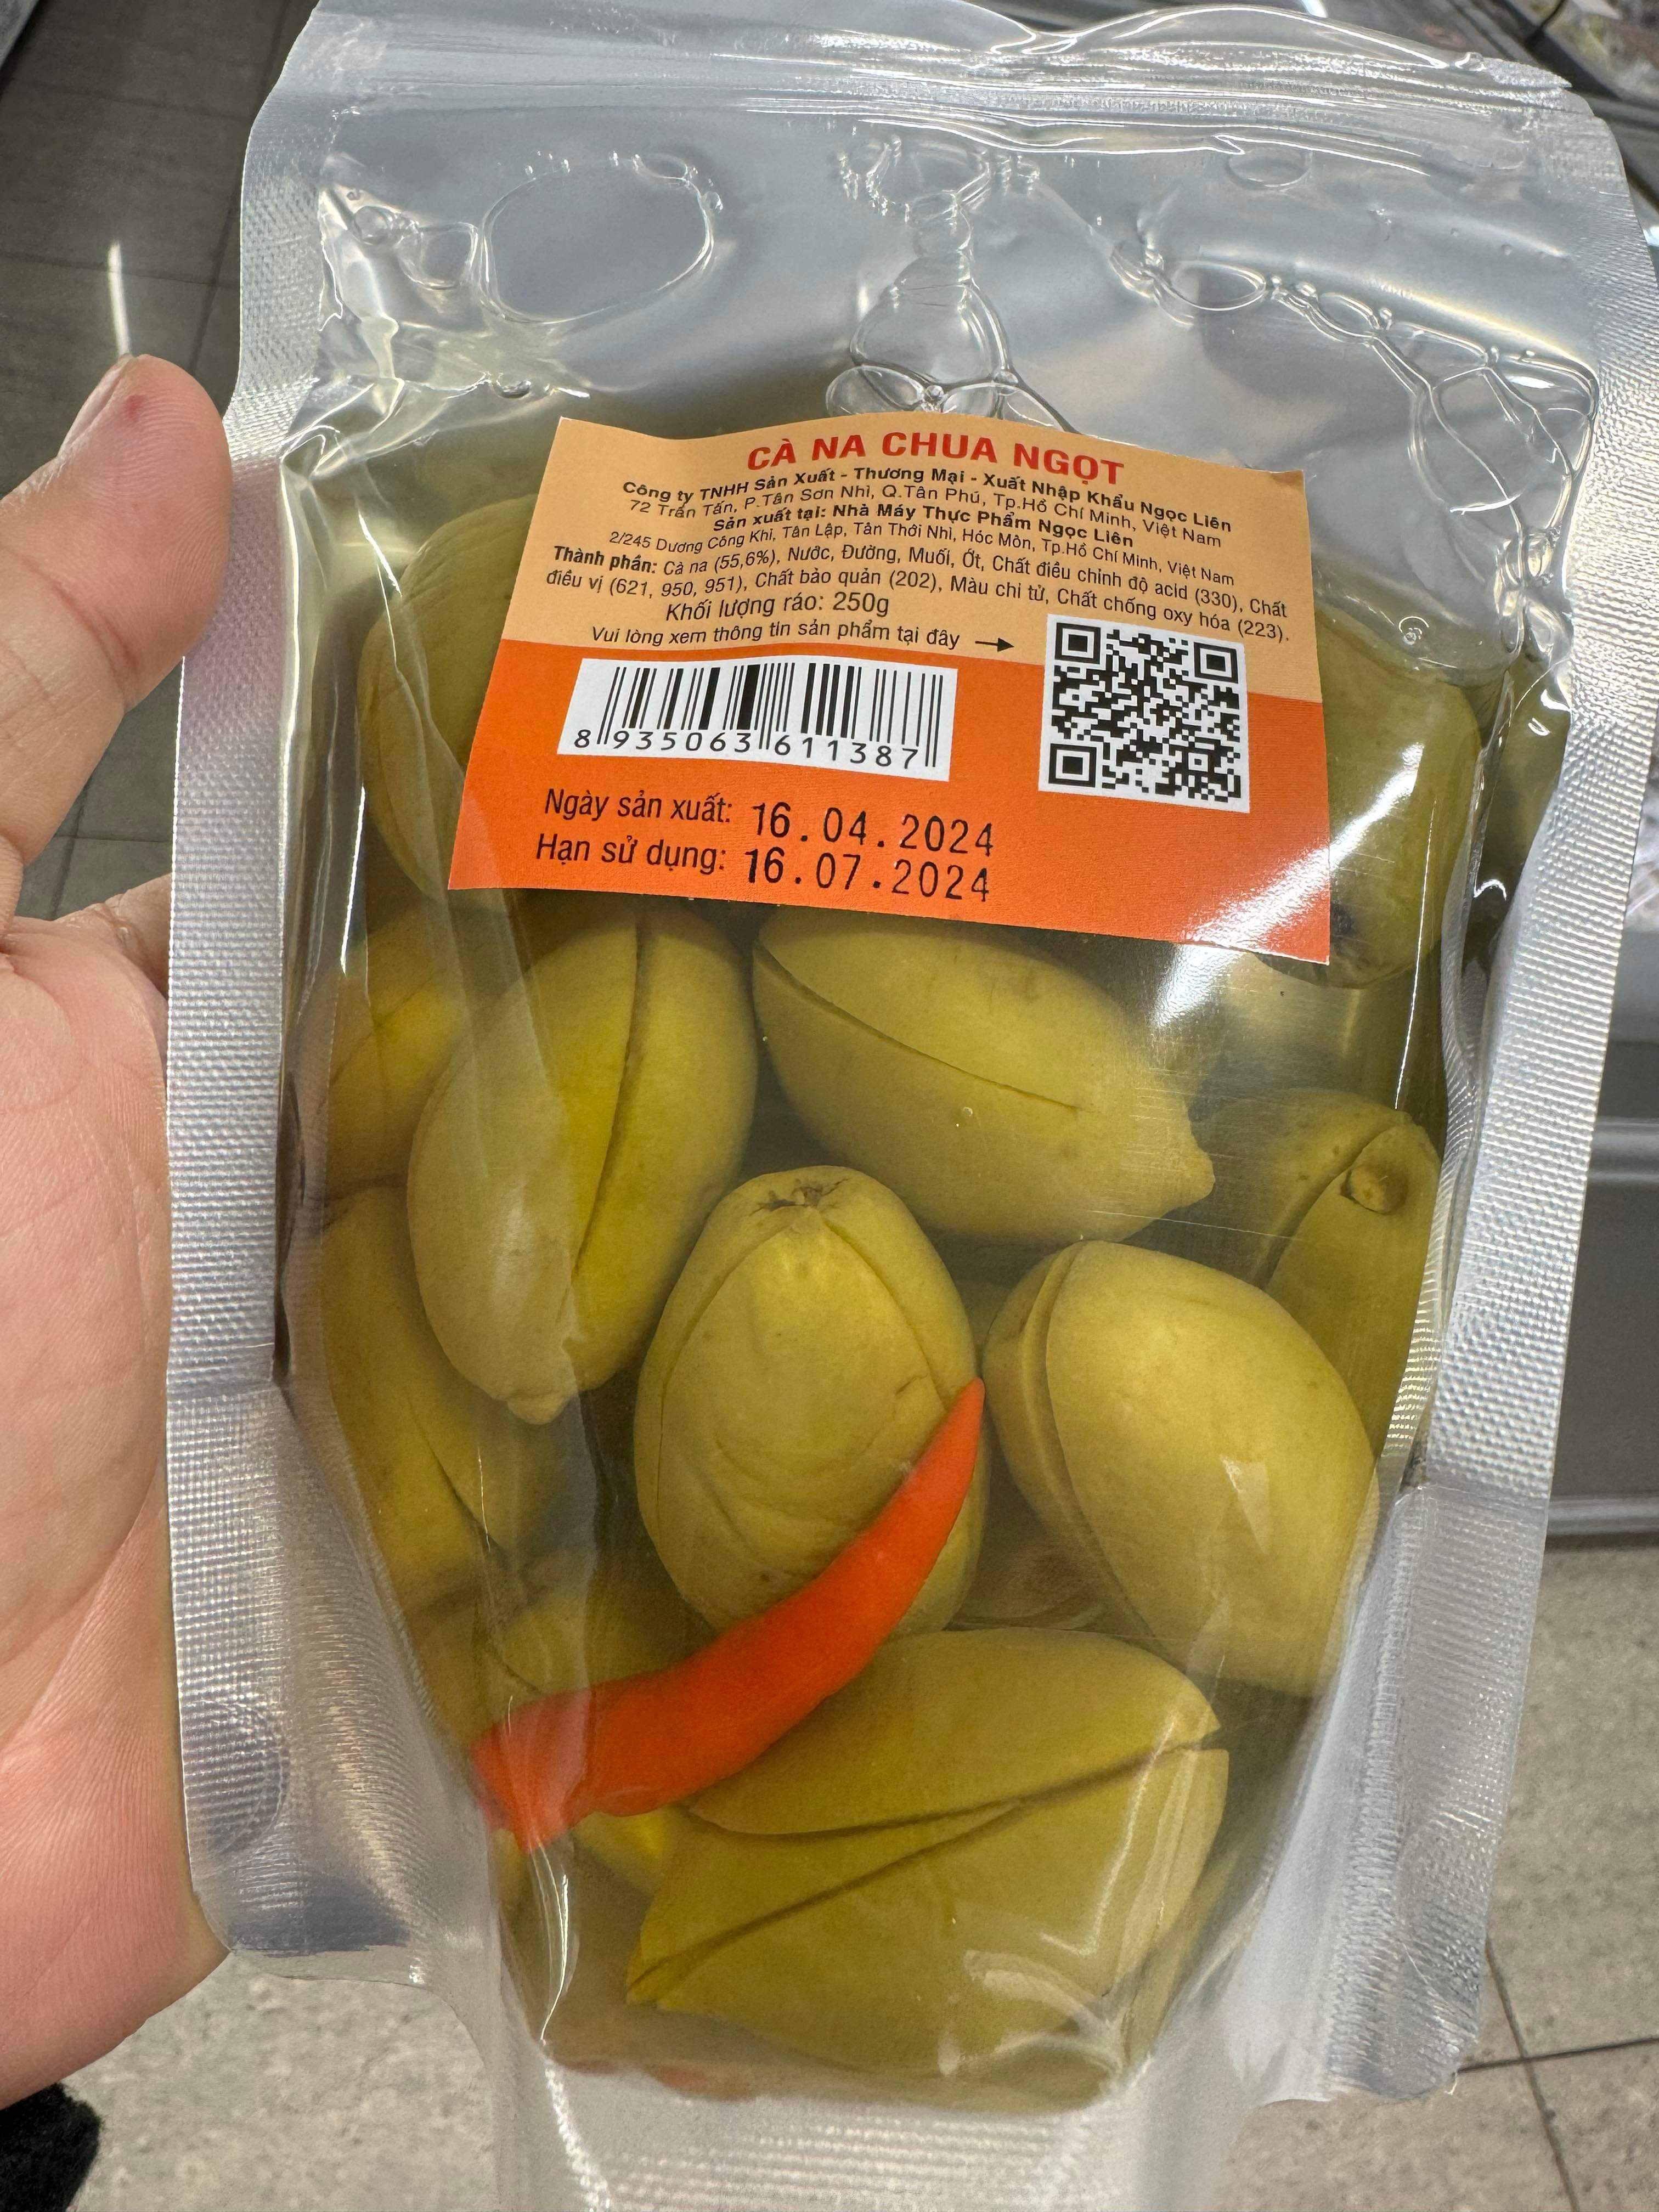 CÀ NA CHUA NGỌT
Công ty TNHH Sản Xuất - Thương Mại - Xuất Nhập Khẩu Ngọc Liên
72 Trần Tấn, P.Tân Sơn Nhì, Q.Tân Phú, Tp.Hồ Chí Minh, Việt Nam
Sản xuất tại: Nhà Máy Thực Phẩm Ngọc Liên
2/245 Dương Công Khi, Tân Lập, Tân Thới Nhì, Hóc Môn, Tp.Hồ Chí Minh, Việt Nam
Thành phần: Cà na (55,6%), Nước, Đường, Muối, Ớt, Chất điều chỉnh độ acid (330), Chất
điều vị (621, 950, 951), Chất bảo quản (202), Màu chi tử, Chất chống oxy hóa (223).
Khối lượng ráo: 250g
Vui lòng xem thông tin sản phẩm tại đây →
8 935063 611387
Ngày sản xuất: 16.04.2024
Hạn sử dụng: 16.07.2024